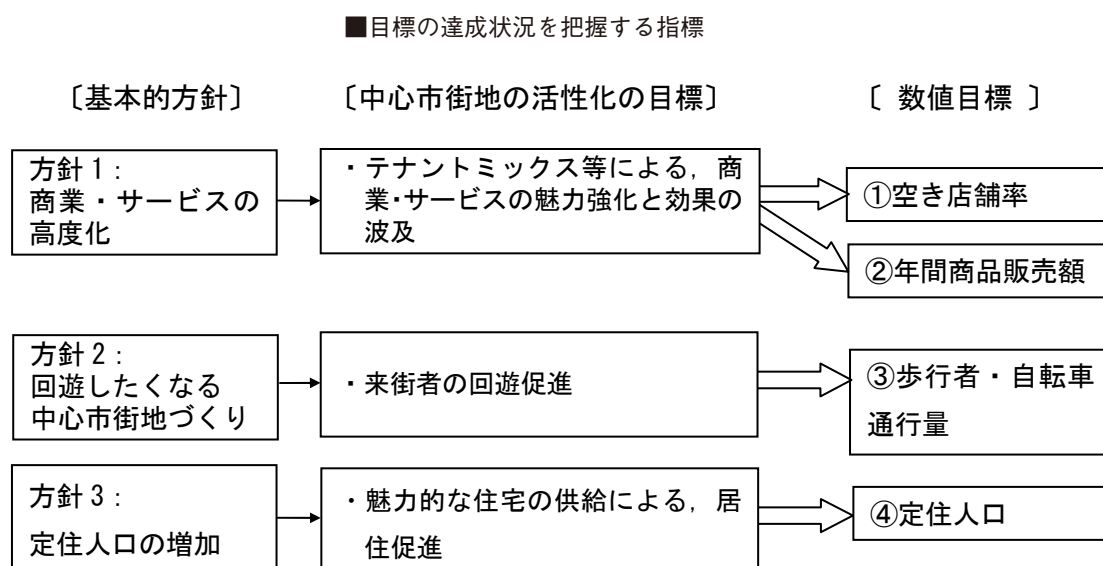 ■目標の達成状況を把握する指標
〔基本的方針〕
〔中心市街地の活性化の目標〕
〔 数値目標 〕
方針1：
商業・サービスの
高度化
・テナントミックス等による，商
業・サービスの魅力強化と効果の
波及
①空き店舗率
②年間商品販売額
方針2：
回遊したくなる
中心市街地づくり
・来街者の回遊促進
③歩行者・自転車
通行量
方針3：
定住人口の増加
・魅力的な住宅の供給による，居
住促進
④定住人口